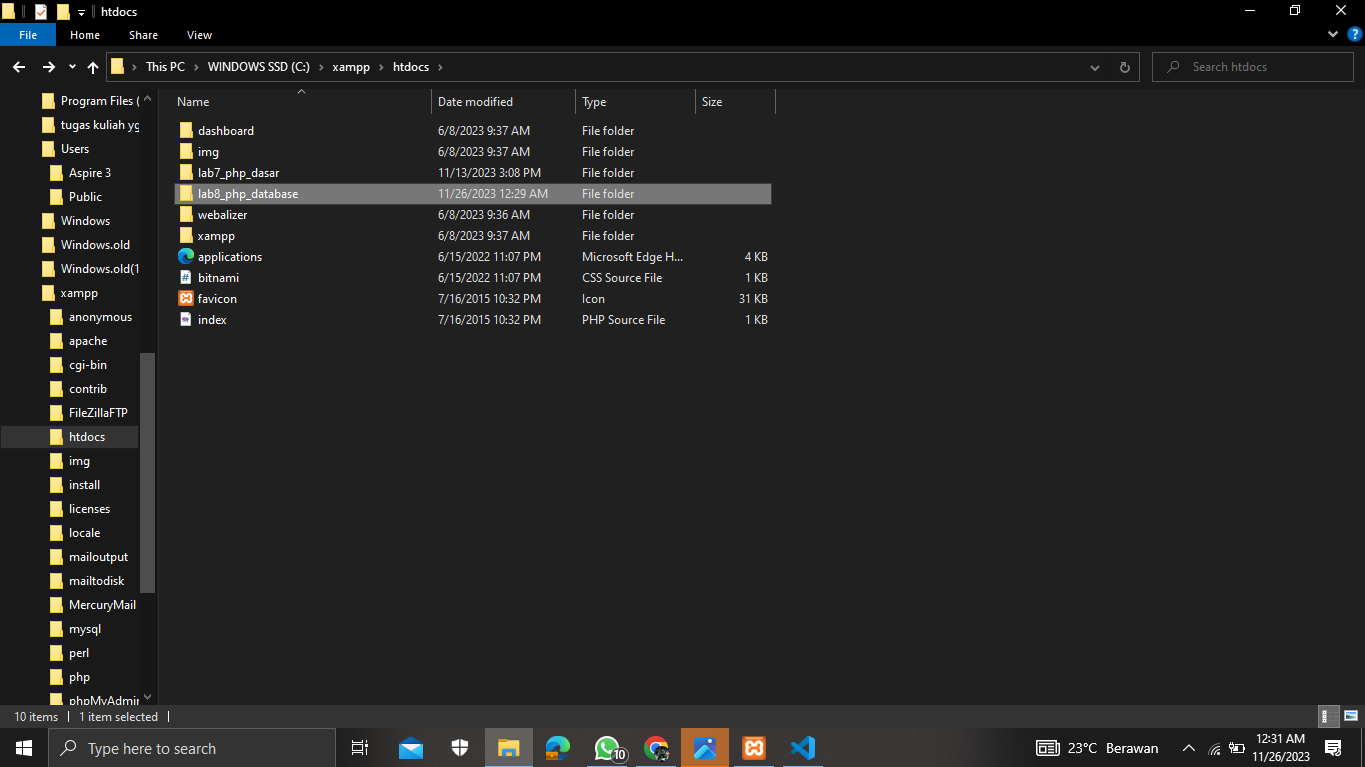 htdocs
File Home Share View
This PC WINDOWS SSD (C:) xampp htdocs
Search htdocs
Program Files (
tugas kuliah yg
Users
Aspire 3
Public
Windows
Windows.old
Windows.old(1
xampp
anonymous
apache
cgi-bin
contrib
FileZillaFTP
htdocs
img
install
licenses
locale
mailoutput
mailtodisk
MercuryMail
mysql
perl
php
phpMyAdmin
Name Date modified Type Size
dashboard 6/8/2023 9:37 AM File folder
img 6/8/2023 9:37 AM File folder
lab7_php_dasar 11/13/2023 3:08 PM File folder
lab8_php_database 11/26/2023 12:29 AM File folder
webalizer 6/8/2023 9:36 AM File folder
xampp 6/8/2023 9:37 AM File folder
applications 6/15/2022 11:07 PM Microsoft Edge H... 4 KB
bitnami 6/15/2022 11:07 PM CSS Source File 1 KB
favicon 7/16/2015 10:32 PM Icon 31 KB
index 7/16/2015 10:32 PM PHP Source File 1 KB
10 items 1 item selected
Type here to search
10
23°C Berawan
12:31 AM
11/26/2023